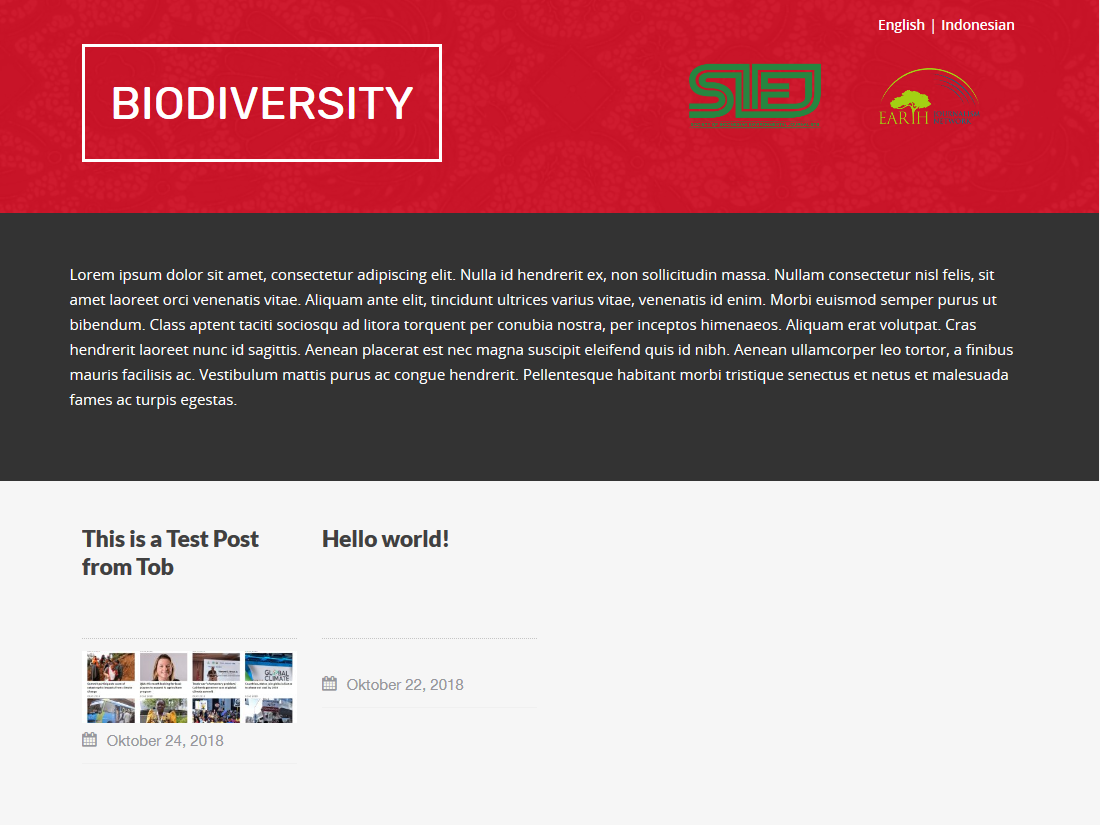 English | Indonesian
BIODIVERSITY
SIEJ
EARTH
Lorem ipsum dolor sit amet, consectetur adipiscing elit. Nulla id hendrerit ex, non sollicitudin massa. Nullam consectetur nisl felis, sit
amet laoreet orci venenatis vitae. Aliquam ante elit, tincidunt ultrices varius vitae, venenatis id enim. Morbi euismod semper purus ut
bibendum. Class aptent taciti sociosqu ad litora torquent per conubia nostra, per inceptos himenaeos. Aliquam erat volutpat. Cras
hendrerit laoreet nunc id sagittis. Aenean placerat est nec magna suscipit eleifend quis id nibh. Aenean ullamcorper leo tortor, a finibus
mauris facilisis ac. Vestibulum mattis purus ac congue hendrerit. Pellentesque habitant morbi tristique senectus et netus et malesuada
fames ac turpis egestas.
This is a Test Post
from Tob
Hello world!
GLOBAL
CLIMATE
Oktober 22, 2018
Oktober 24, 2018